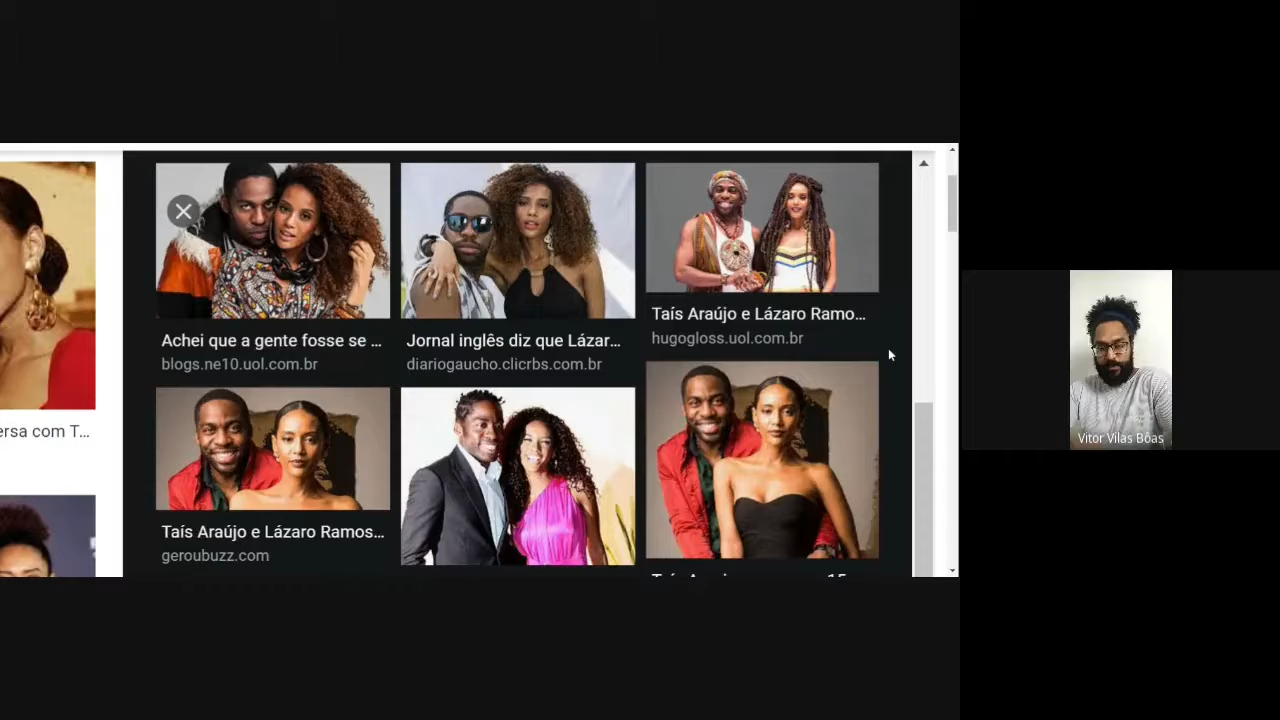 ersa com T...
Achei que a gente fosse se ...
blogs.ne10.uol.com.br
Jornal inglês diz que Lázar...
diariogaucho.clicrbs.com.br
Taís Araújo e Lázaro Ramo...
hugogloss.uol.com.br
Taís Araújo e Lázaro Ramos...
geroubuzz.com
Vitor Vilas Bôas